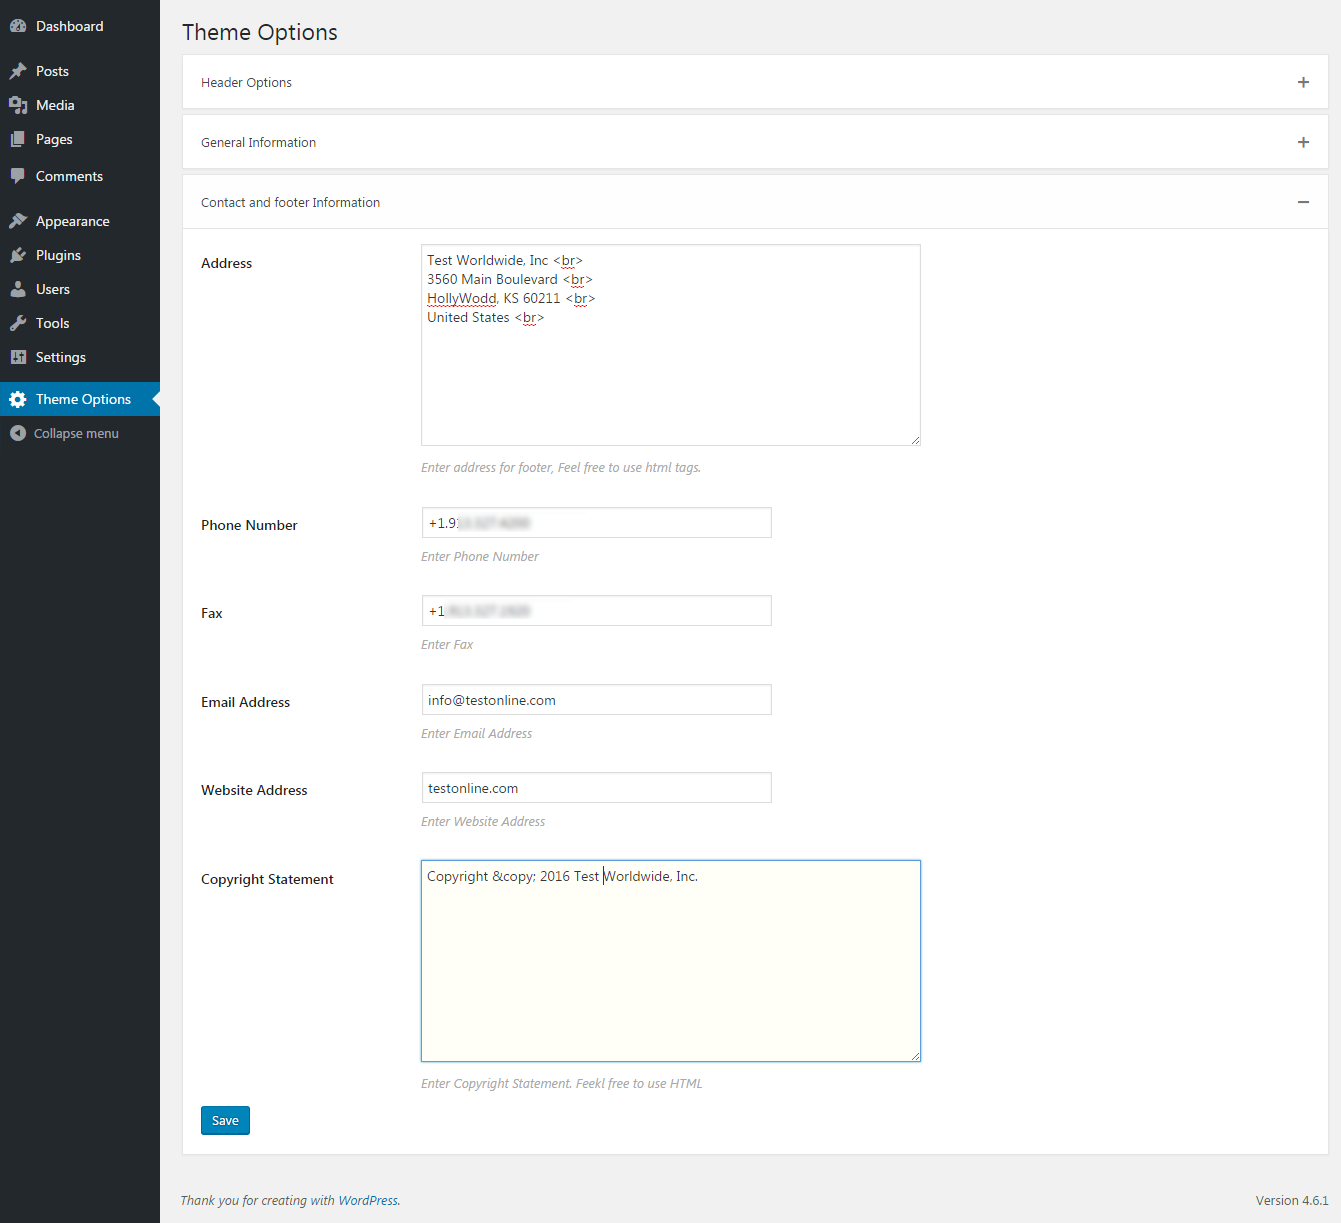 Dashboard
Posts
Media
Pages
Comments
Appearance
Plugins
Users
Tools
Settings
Theme Options
Collapse menu
Theme Options
Header Options
General Information
Contact and footer Information
Address
Test Worldwide, Inc <br>
3560 Main Boulevard <br>
HollyWodd, KS 60211 <br>
United States <br>
Enter address for footer, Feel free to use html tags.
Phone Number
+1.9
Enter Phone Number
Fax
+1
Enter Fax
Email Address
info@testonline.com
Enter Email Address
Website Address
testonline.com
Enter Website Address
Copyright Statement
Copyright &copy; 2016 Test Worldwide, Inc.
Enter Copyright Statement. Feekl free to use HTML
Save
Thank you for creating with WordPress.
Version 4.6.1